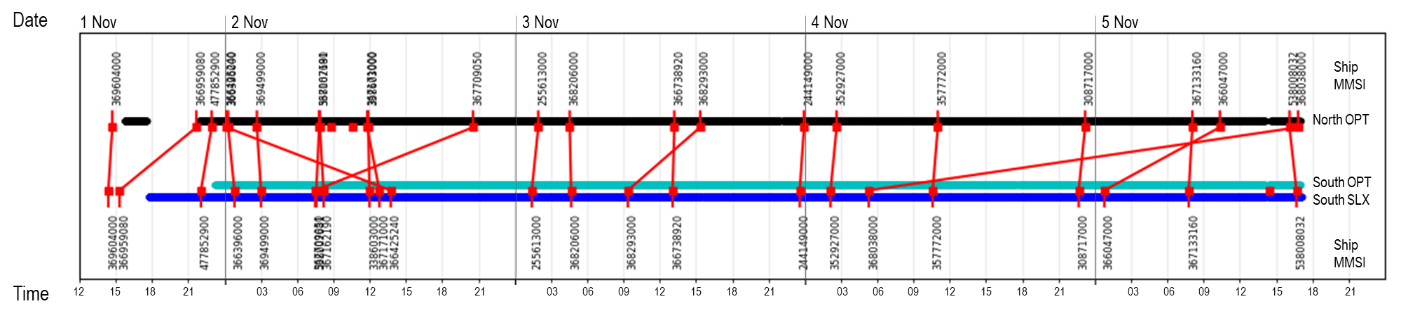 Date
1 Nov 2 Nov 3 Nov 4 Nov 5 Nov
369604000 366959080 477852900 369499000 367709050 255613000 368206000 366738920 368293000 244149000 352927000 357772000 308717000 367133160 366047000 538008032 368038000
Ship
MMSI
North OPT
South OPT
South SLX
369604000 366959080 477852900 366396000 369499000 367162190 338603000 367171000 366425240 255613000 368206000 368293000 366738920 244149000 352927000 368038000 357772000 308717000 366047000 367133160 538008032
Ship
MMSI
Time
12 15 18 21 03 06 09 12 15 18 21 03 06 09 12 15 18 21 03 06 09 12 15 18 21 03 06 09 12 15 18 21